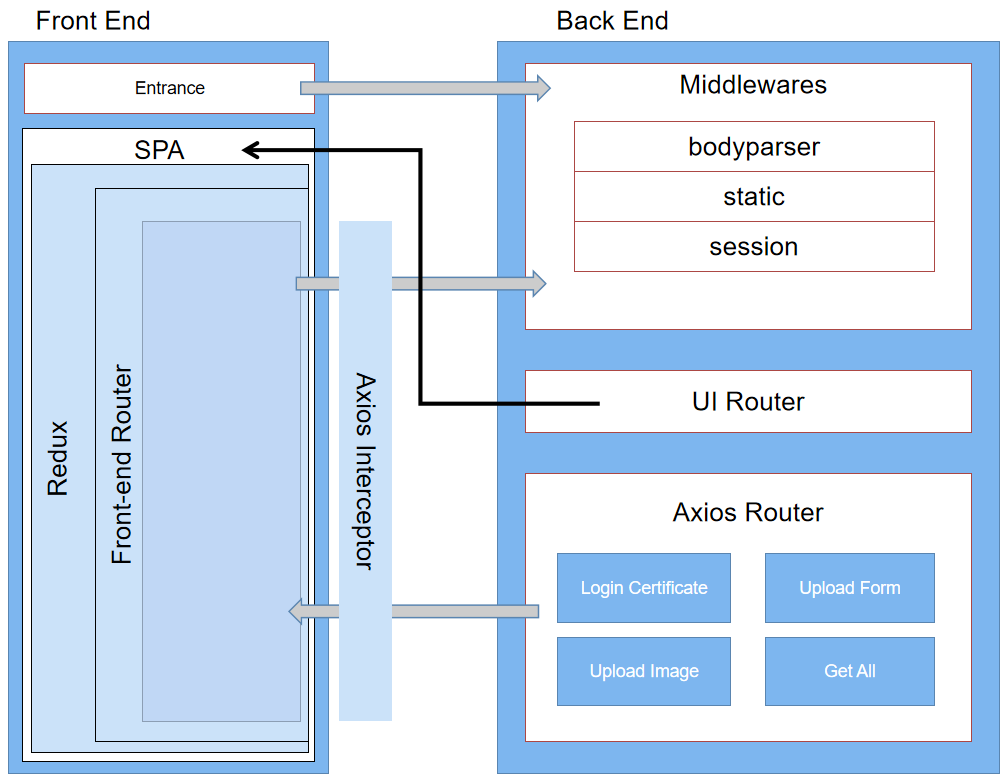 Front End
Back End
Entrance
Middlewares
bodyparser
static
session
SPA
Redux
Front-end Router
Axios Interceptor
UI Router
Axios Router
Login Certificate
Upload Form
Upload Image
Get All